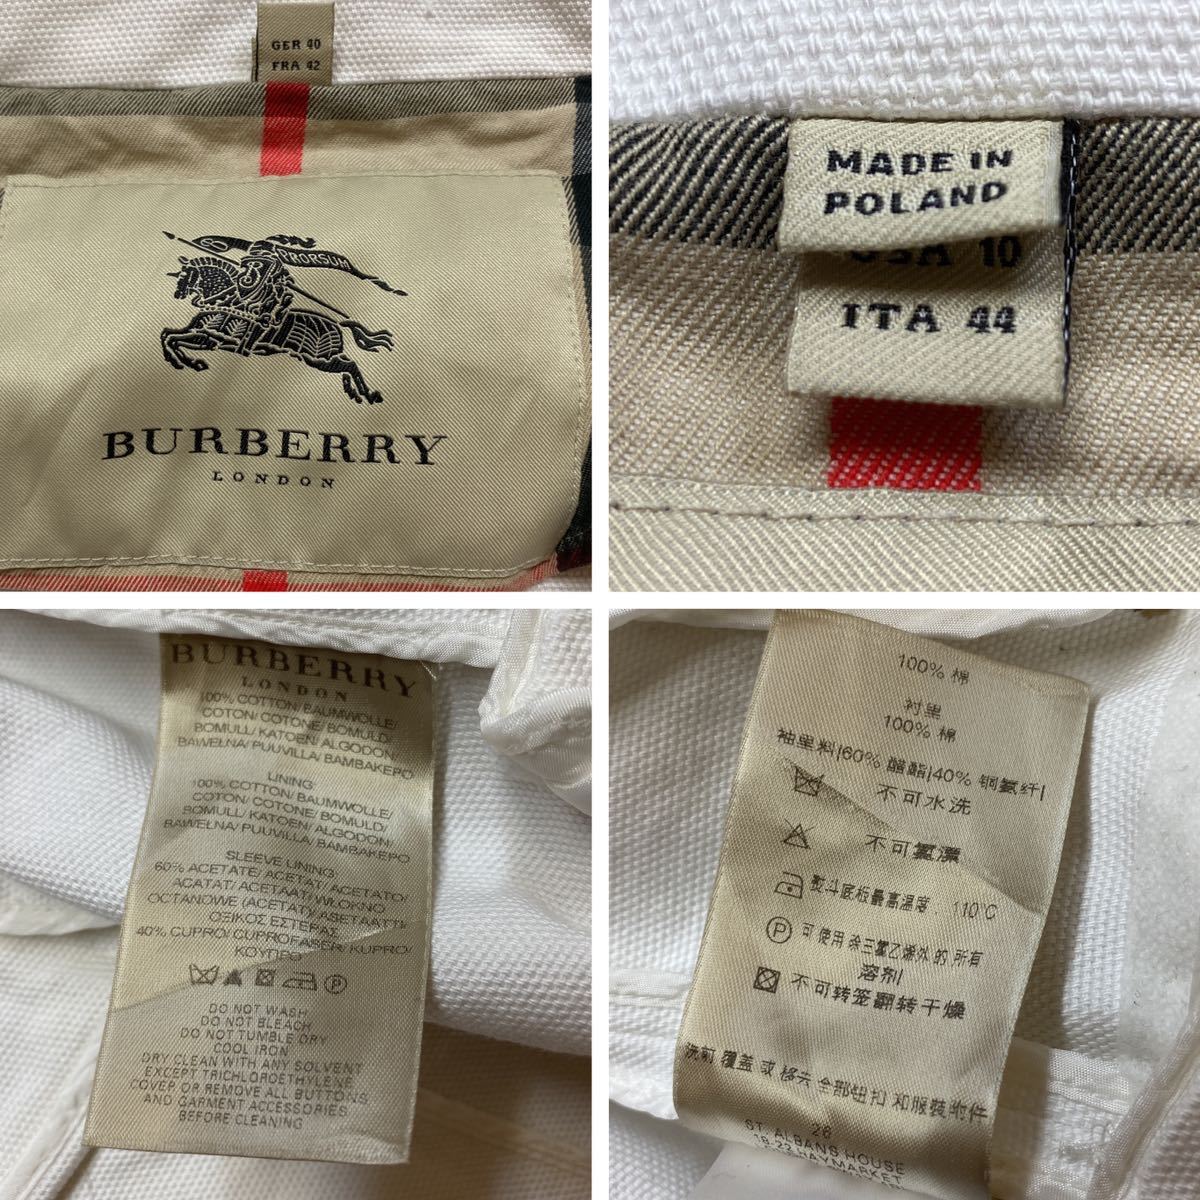 GER 40
FRA 42
PRORSUM
BURBERRY
LONDON
MADE IN
POLAND
USA 10
ITA 44
BURBERRY
LONDON
100% COTTON/BAUMWOLLE/
COTON/COTONE/BOMULD/
BOMULL/KATOEN/ALGODON/
BAWEŁNA/PUUVILLA/BAMBAKEPO
LINING:
100% COTTON/BAUMWOLLE/
COTON/COTONE/BOMULD/
BOMULL/KATOEN/ALGODON/
BAWEŁNA/PUUVILLA/BAMBAKEPO
SLEEVE LINING:
60% ACETATE/ACETAT/ACETATO/
ACATAT/ACETAAT/WŁOKNO
OCTANOWE (ACETAT)/ASETAATTI/
ΟΞΙΚΟΣ ΕΣΤΕΡΑΣ
40% CUPRO/CUPROFASER/KUPRO/
ΚΟΥΠΡΟ
P
DO NOT WASH
DO NOT BLEACH
DO NOT TUMBLE DRY
COOL IRON
DRY CLEAN WITH ANY SOLVENT
EXCEPT TRICHLOROETHYLENE
COVER OR REMOVE ALL BUTTONS
AND GARMENT ACCESSORIES
BEFORE CLEANING
100% 棉
衬里
100% 棉
袖里料|60% 醋酯|40% 铜氨纤|
不可水洗
不可氯漂
熨斗底板最高温度 110°C
P 可使用除三氯乙烯外的所有
溶剂
不可转笼翻转干燥
洗前覆盖或移去全部钮扣和服装附件
26
ST. ALBANS HOUSE
18-22 HAYMARKET